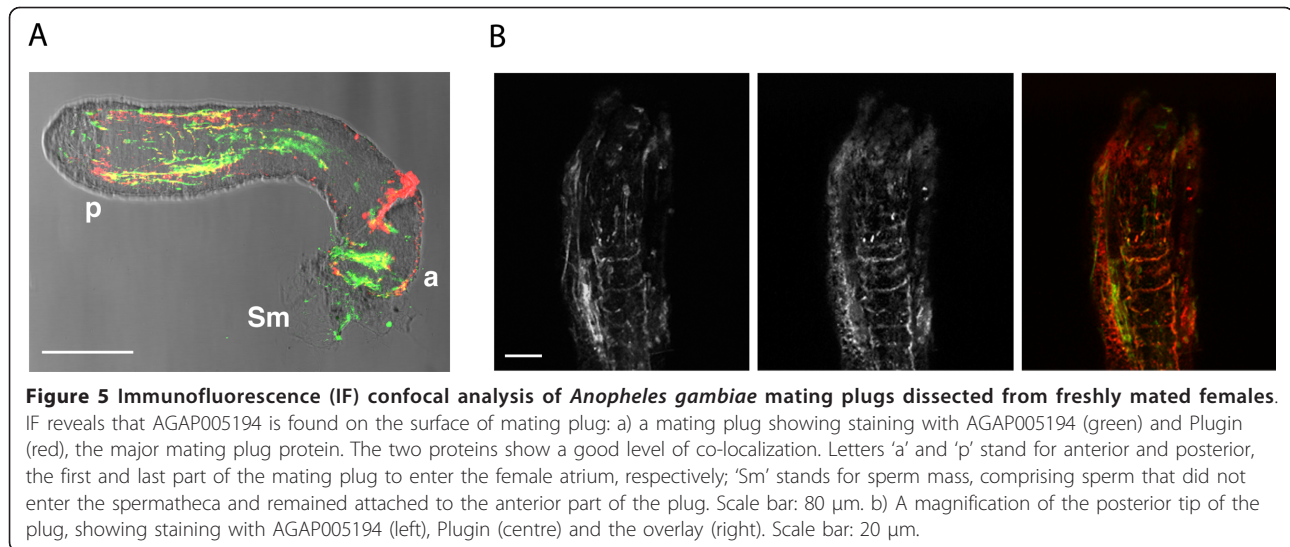 A
B
p
a
Sm
Figure 5 Immunofluorescence (IF) confocal analysis of Anopheles gambiae mating plugs dissected from freshly mated females.
IF reveals that AGAP005194 is found on the surface of mating plug: a) a mating plug showing staining with AGAP005194 (green) and Plugin
(red), the major mating plug protein. The two proteins show a good level of co-localization. Letters ‘a’ and ‘p’ stand for anterior and posterior,
the first and last part of the mating plug to enter the female atrium, respectively; ‘Sm’ stands for sperm mass, comprising sperm that did not
enter the spermatheca and remained attached to the anterior part of the plug. Scale bar: 80 μm. b) A magnification of the posterior tip of the
plug, showing staining with AGAP005194 (left), Plugin (centre) and the overlay (right). Scale bar: 20 μm.